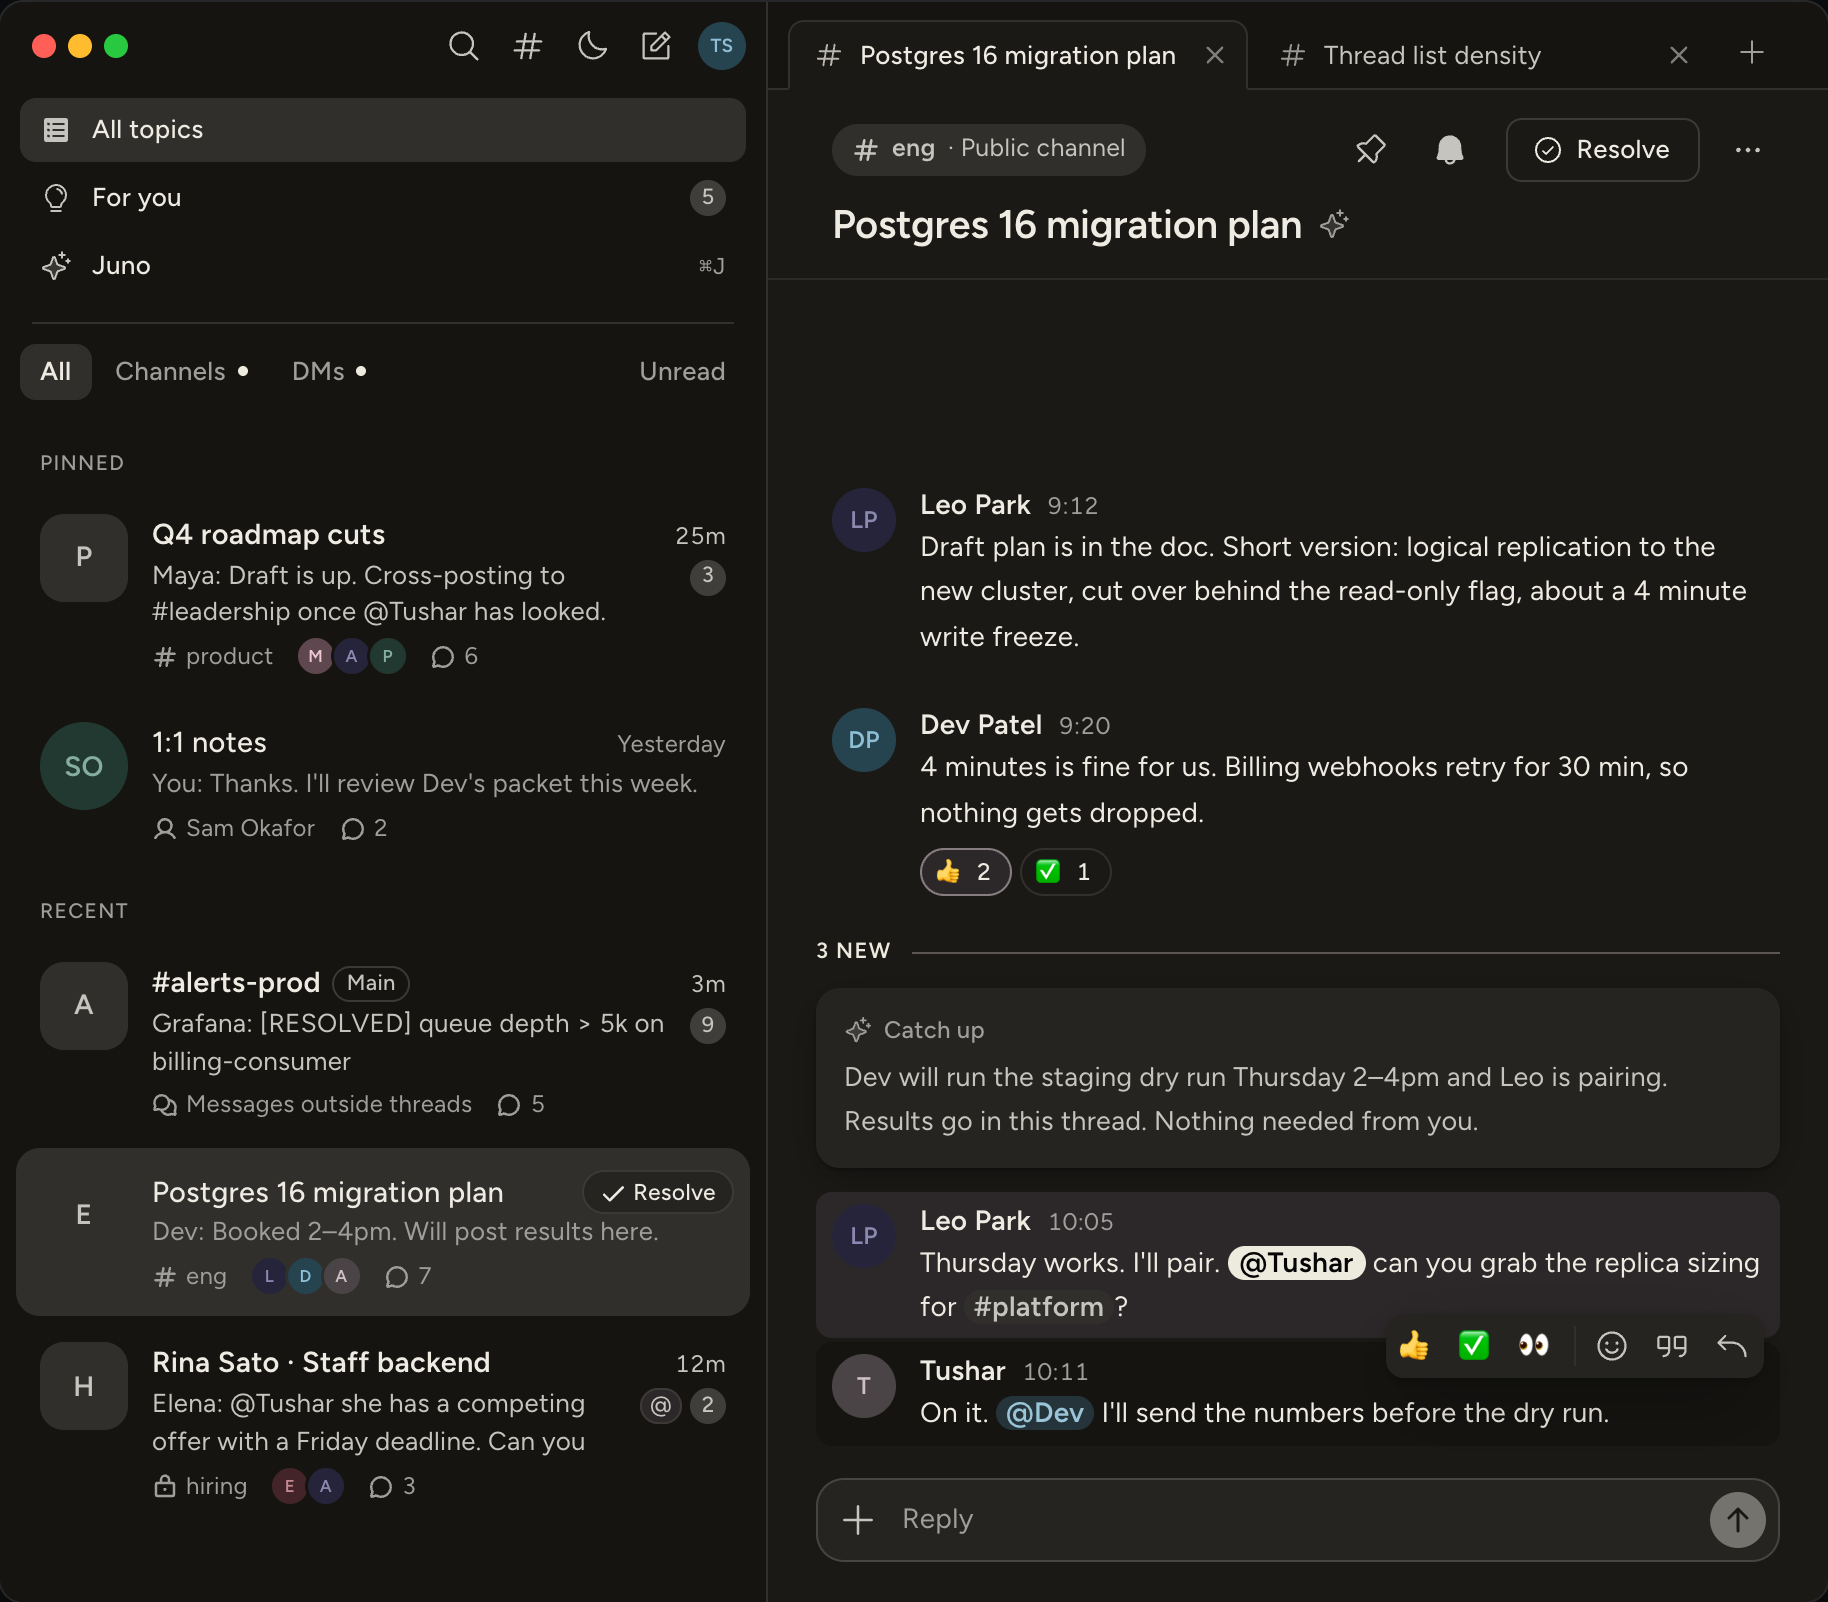 TS
All topics
For you 5
Juno ⌘J
All Channels DMs Unread
PINNED
P
Q4 roadmap cuts 25m
Maya: Draft is up. Cross-posting to 3
#leadership once @Tushar has looked.
# product M A P 6
SO
1:1 notes Yesterday
You: Thanks. I'll review Dev's packet this week.
Sam Okafor 2
RECENT
A
#alerts-prod Main 3m
Grafana: [RESOLVED] queue depth > 5k on 9
billing-consumer
Messages outside threads 5
E
Postgres 16 migration plan Resolve
Dev: Booked 2–4pm. Will post results here.
# eng L D A 7
H
Rina Sato · Staff backend 12m
Elena: @Tushar she has a competing @ 2
offer with a Friday deadline. Can you
hiring E A 3
# Postgres 16 migration plan
# Thread list density
# eng · Public channel
Resolve
Postgres 16 migration plan
LP
Leo Park 9:12
Draft plan is in the doc. Short version: logical replication to the
new cluster, cut over behind the read-only flag, about a 4 minute
write freeze.
DP
Dev Patel 9:20
4 minutes is fine for us. Billing webhooks retry for 30 min, so
nothing gets dropped.
👍 2 ✅ 1
3 NEW
Catch up
Dev will run the staging dry run Thursday 2–4pm and Leo is pairing.
Results go in this thread. Nothing needed from you.
LP
Leo Park 10:05
Thursday works. I'll pair. @Tushar can you grab the replica sizing
for #platform ?
T
Tushar 10:11
On it. @Dev I'll send the numbers before the dry run.
Reply